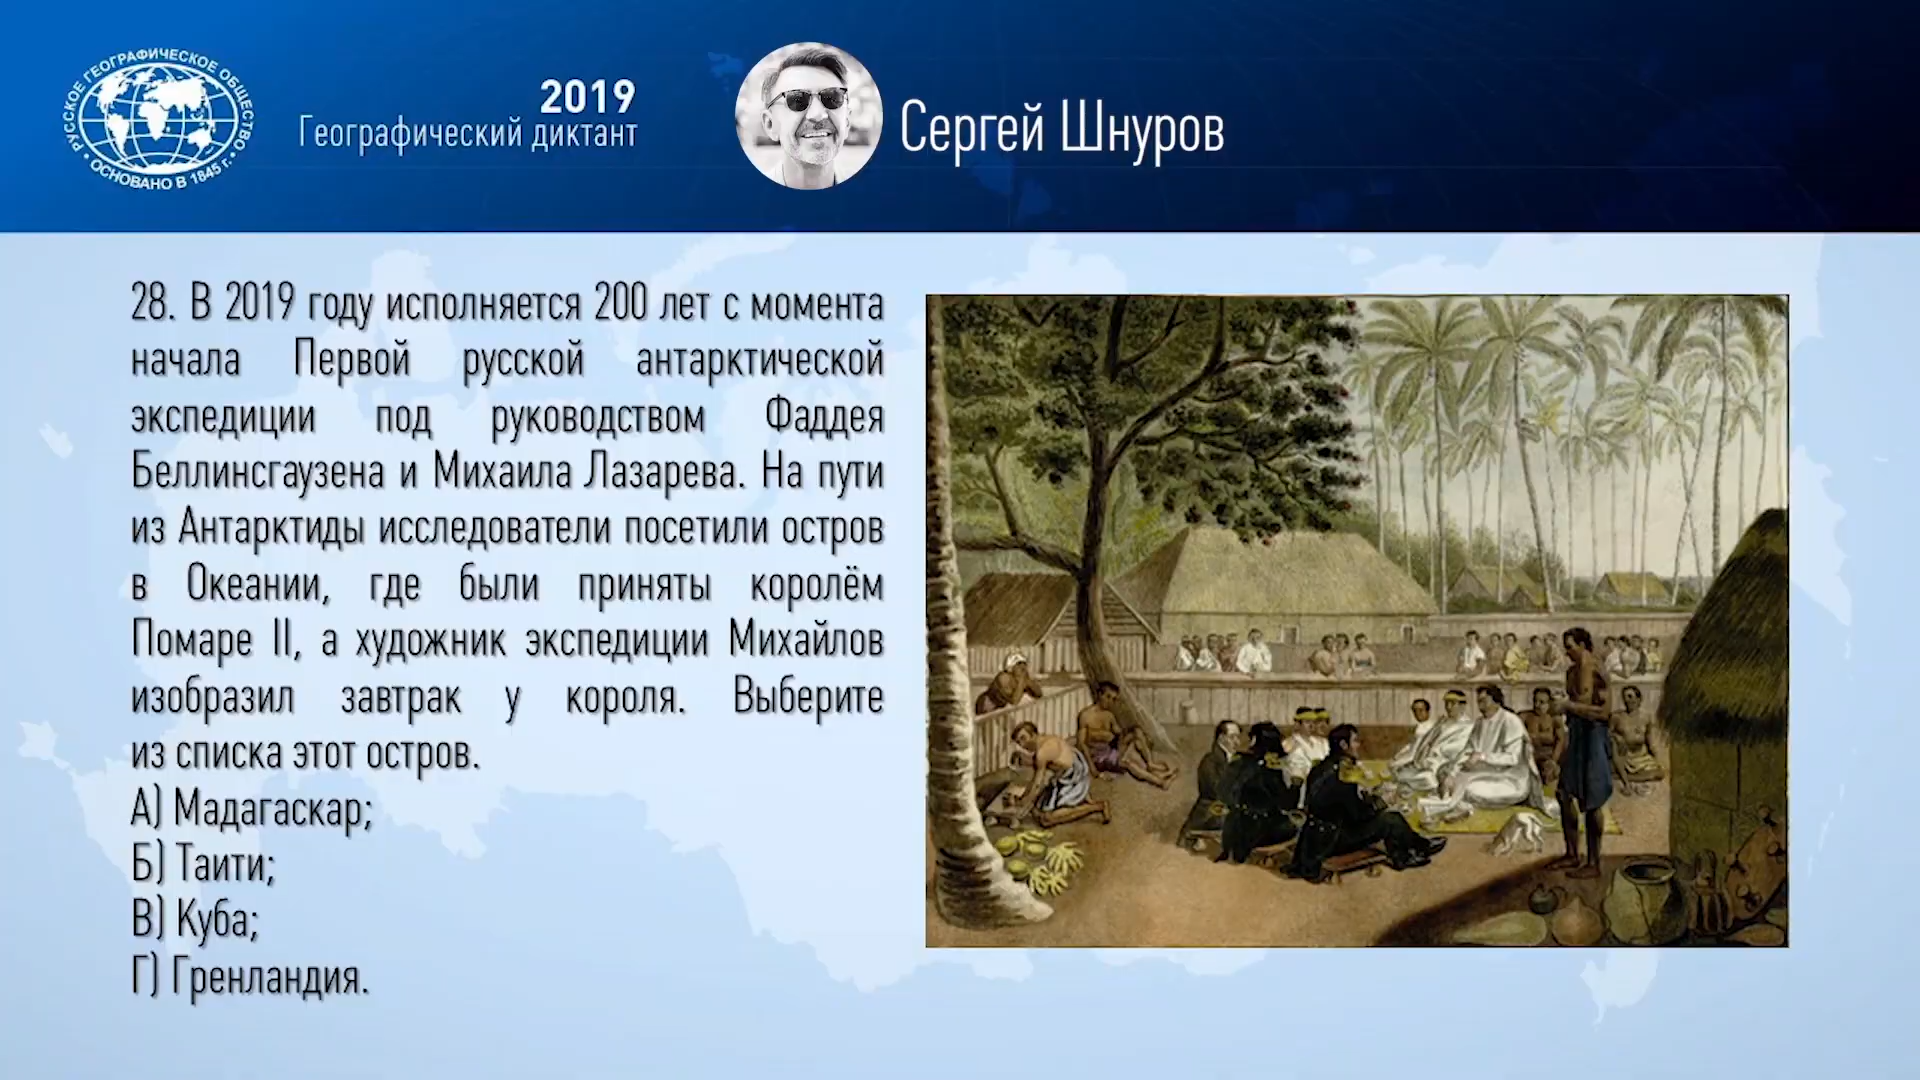 РУССКОЕ ГЕОГРАФИЧЕСКОЕ ОБЩЕСТВО
• ОСНОВАНО В 1845 г. •
2019
Географический диктант
Сергей Шнуров
28. В 2019 году исполняется 200 лет с момента
начала Первой русской антарктической
экспедиции под руководством Фаддея
Беллинсгаузена и Михаила Лазарева. На пути
из Антарктиды исследователи посетили остров
в Океании, где были приняты королём
Помаре II, а художник экспедиции Михайлов
изобразил завтрак у короля. Выберите
из списка этот остров.
А) Мадагаскар;
Б) Таити;
В) Куба;
Г) Гренландия.